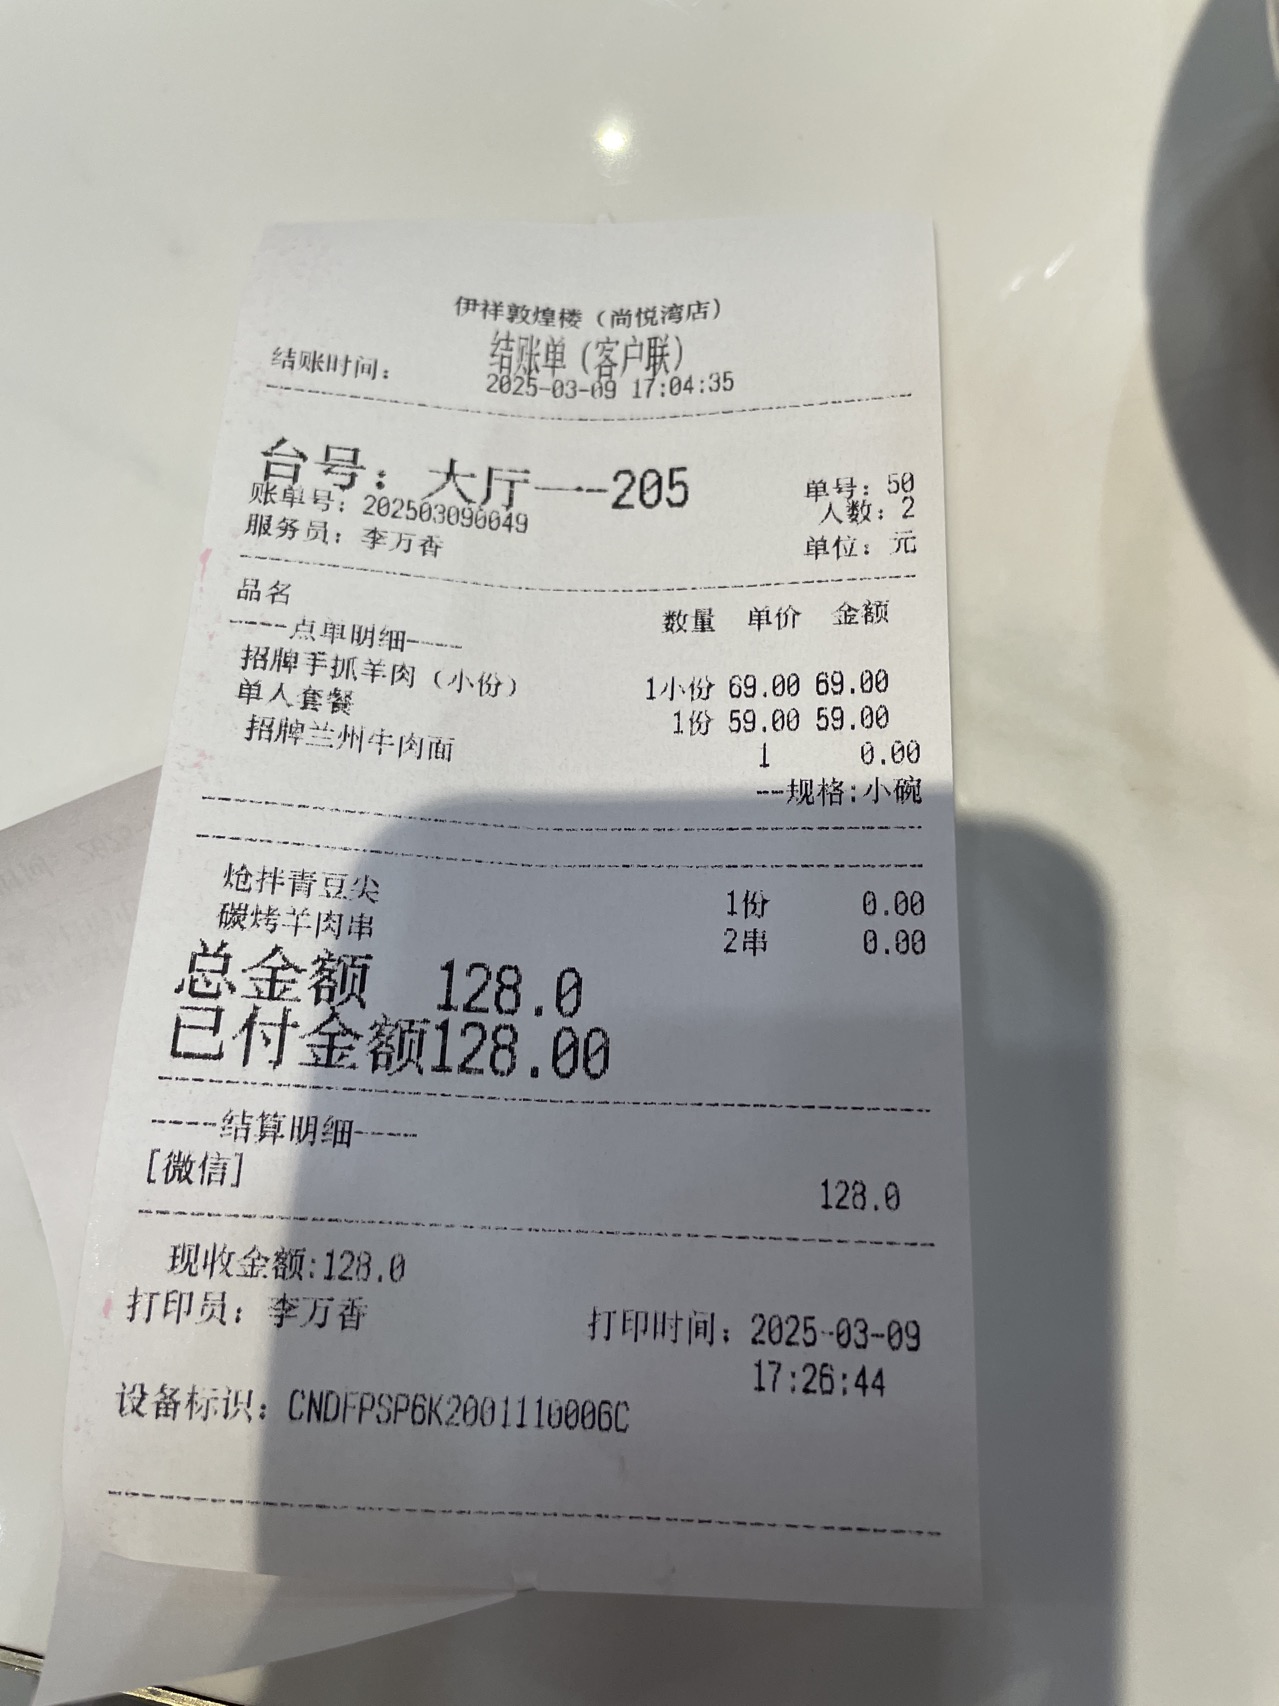 伊祥敦煌楼（尚悦湾店）
结账单（客户联）
结账时间： 2025-03-09 17:04:35
台号： 大厅---205
单号：50
账单号：202503090049
人数：2
服务员：李万香
单位：元
品名 数量 单价 金额
----点单明细----
招牌手抓羊肉（小份） 1小份 69.00 69.00
单人套餐 1份 59.00 59.00
招牌兰州牛肉面 1 0.00
--规格:小碗
炝拌青豆尖 1份 0.00
碳烤羊肉串 2串 0.00
总金额 128.0
已付金额128.00
-----结算明细----
[微信] 128.0
现收金额:128.0
打印员：李万香 打印时间：2025-03-09
17:26:44
设备标识：CNDFPSP6K2001110006C